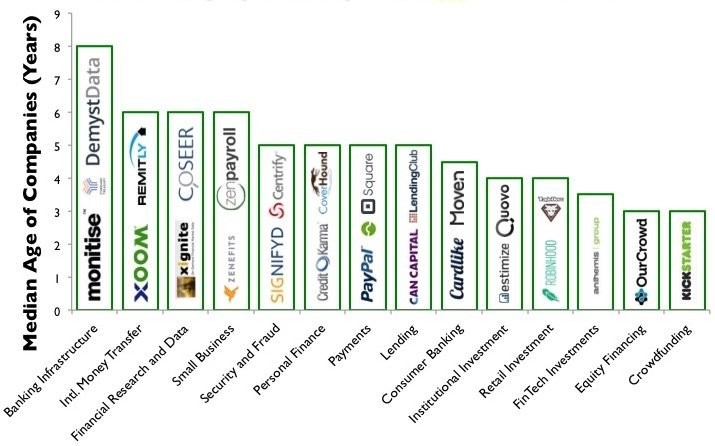 Median Age of Companies (Years)
9
8
7
6
5
4
3
2
1
0
monitise™
DemystData
XOOM
REMITLY
xignite
COSEER
ZENEFITS
zenpayroll
SIGNIFYD
Centrify
Credit Karma
CoverHound
PayPal
Square
CAN CAPITAL
LendingClub
Cardlike
Moven
estimize
Quovo
ROBINHOOD
anthemis group
OurCrowd
KICKSTARTER
Banking Infrastructure
Intl. Money Transfer
Financial Research and Data
Small Business
Security and Fraud
Personal Finance
Payments
Lending
Consumer Banking
Institutional Investment
Retail Investment
FinTech Investments
Equity Financing
Crowdfunding